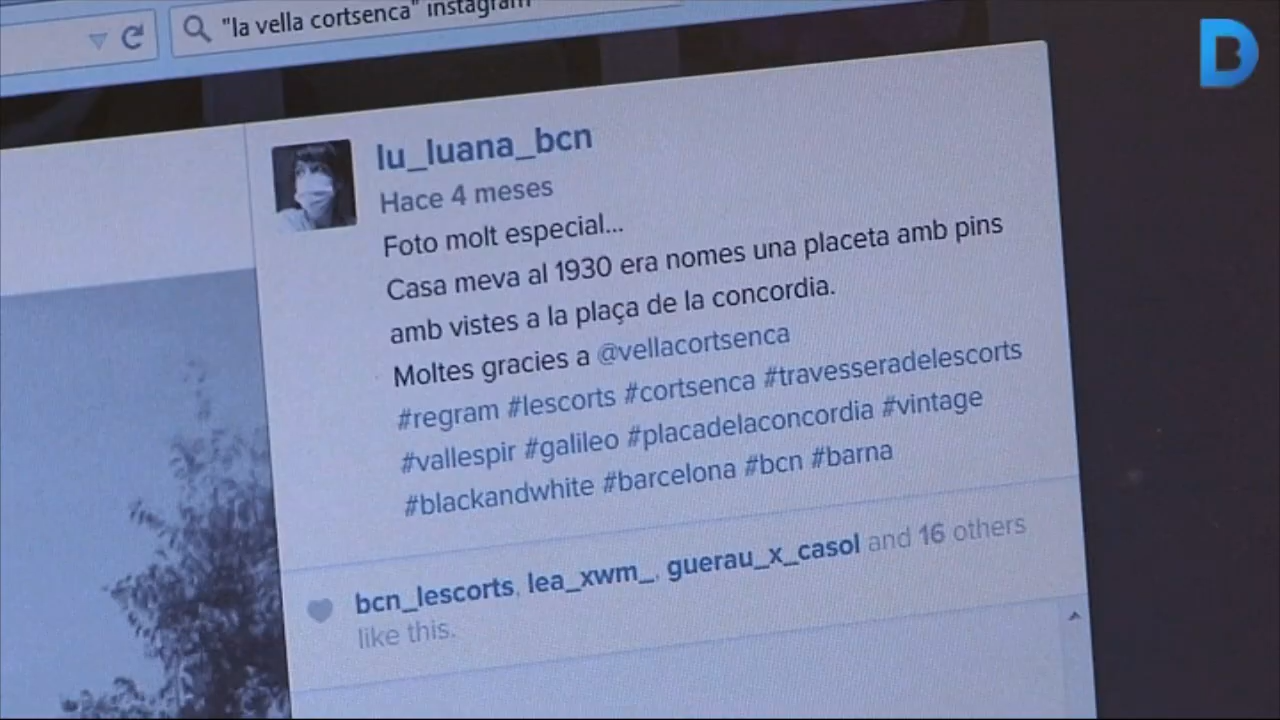 "la vella cortsenca" instagram
lu_luana_bcn
Hace 4 meses
Foto molt especial...
Casa meva al 1930 era nomes una placeta amb pins
amb vistes a la plaça de la concordia.
Moltes gracies a @vellacortsenca
#regram #lescorts #cortsenca #travesseradelescorts
#vallespir #galileo #placadelaconcordia #vintage
#blackandwhite #barcelona #bcn #barna
bcn_lescorts, lea_xwm_, guerau_x_casol and 16 others
like this.